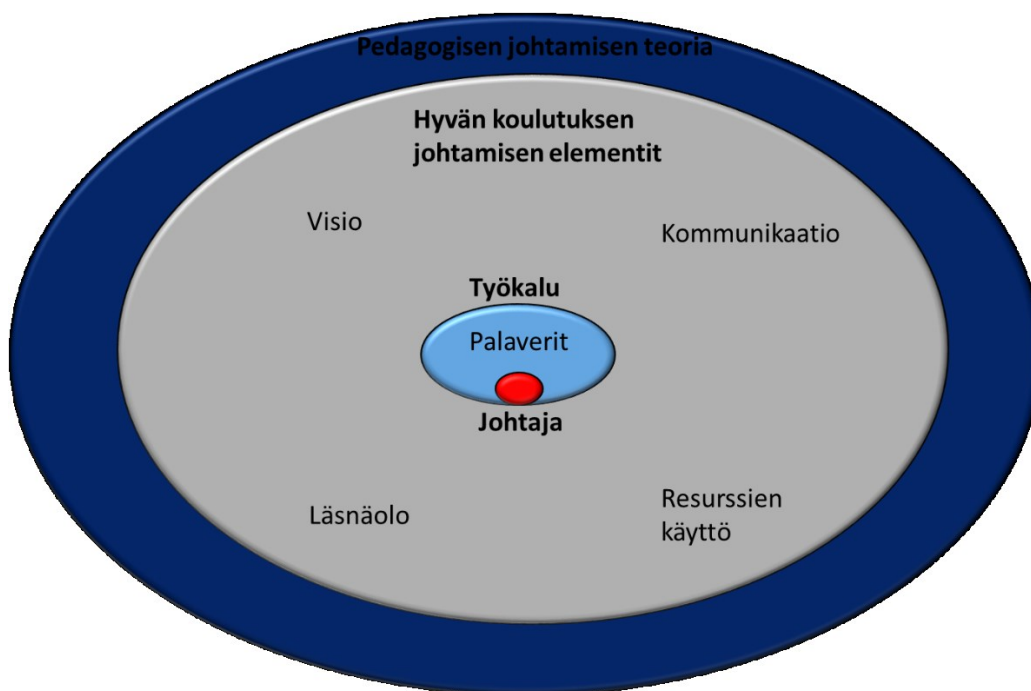 Pedagogisen johtamisen teoria
Hyvän koulutuksen
johtamisen elementit
Visio
Kommunikaatio
Työkalu
Palaverit
Johtaja
Läsnäolo
Resurssien
käyttö